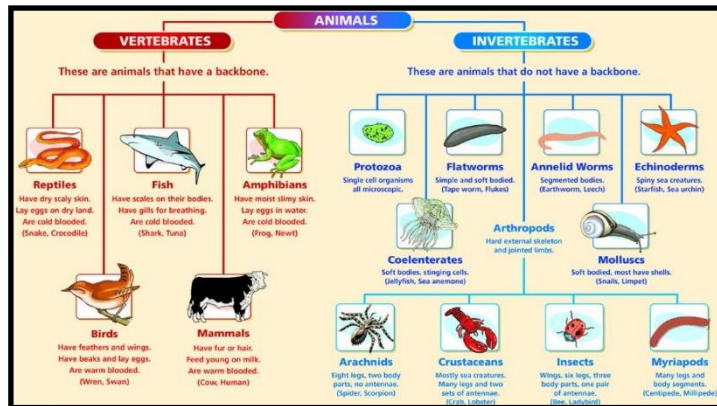 ANIMALS
VERTEBRATES
These are animals that have a backbone.
Reptiles
Have dry scaly skin.
Lay eggs on dry land.
Are cold blooded.
(Snake, Crocodile)
Fish
Have scales on their bodies.
Have gills for breathing.
Are cold blooded.
(Shark, Tuna)
Amphibians
Have moist slimy skin.
Lay eggs in water.
Are cold blooded.
(Frog, Newt)
Birds
Have feathers and wings.
Have beaks and lay eggs.
Are warm blooded.
(Wren, Swan)
Mammals
Have fur or hair.
Feed young on milk.
Are warm blooded.
(Cow, Human)
INVERTEBRATES
These are animals that do not have a backbone.
Protozoa
Single cell organisms
all microscopic.
Flatworms
Simple and soft bodied.
(Tape worm, Flukes)
Annelid Worms
Segmented bodies.
(Earthworm, Leech)
Echinoderms
Spiny sea creatures.
(Starfish, Sea urchin)
Coelenterates
Soft bodies, stinging cells.
(Jellyfish, Sea anemone)
Arthropods
Hard external skeleton
and jointed limbs.
Molluscs
Soft bodied, most have shells.
(Snails, Limpet)
Arachnids
Eight legs, two body
parts, no antennae.
(Spider, Scorpion)
Crustaceans
Mostly sea creatures.
Many legs and two
sets of antennae.
(Crab, Lobster)
Insects
Wings, six legs, three
body parts, one pair
of antennae.
(Bee, Ladybird)
Myriapods
Many legs and
body segments.
(Centipede, Millipede)